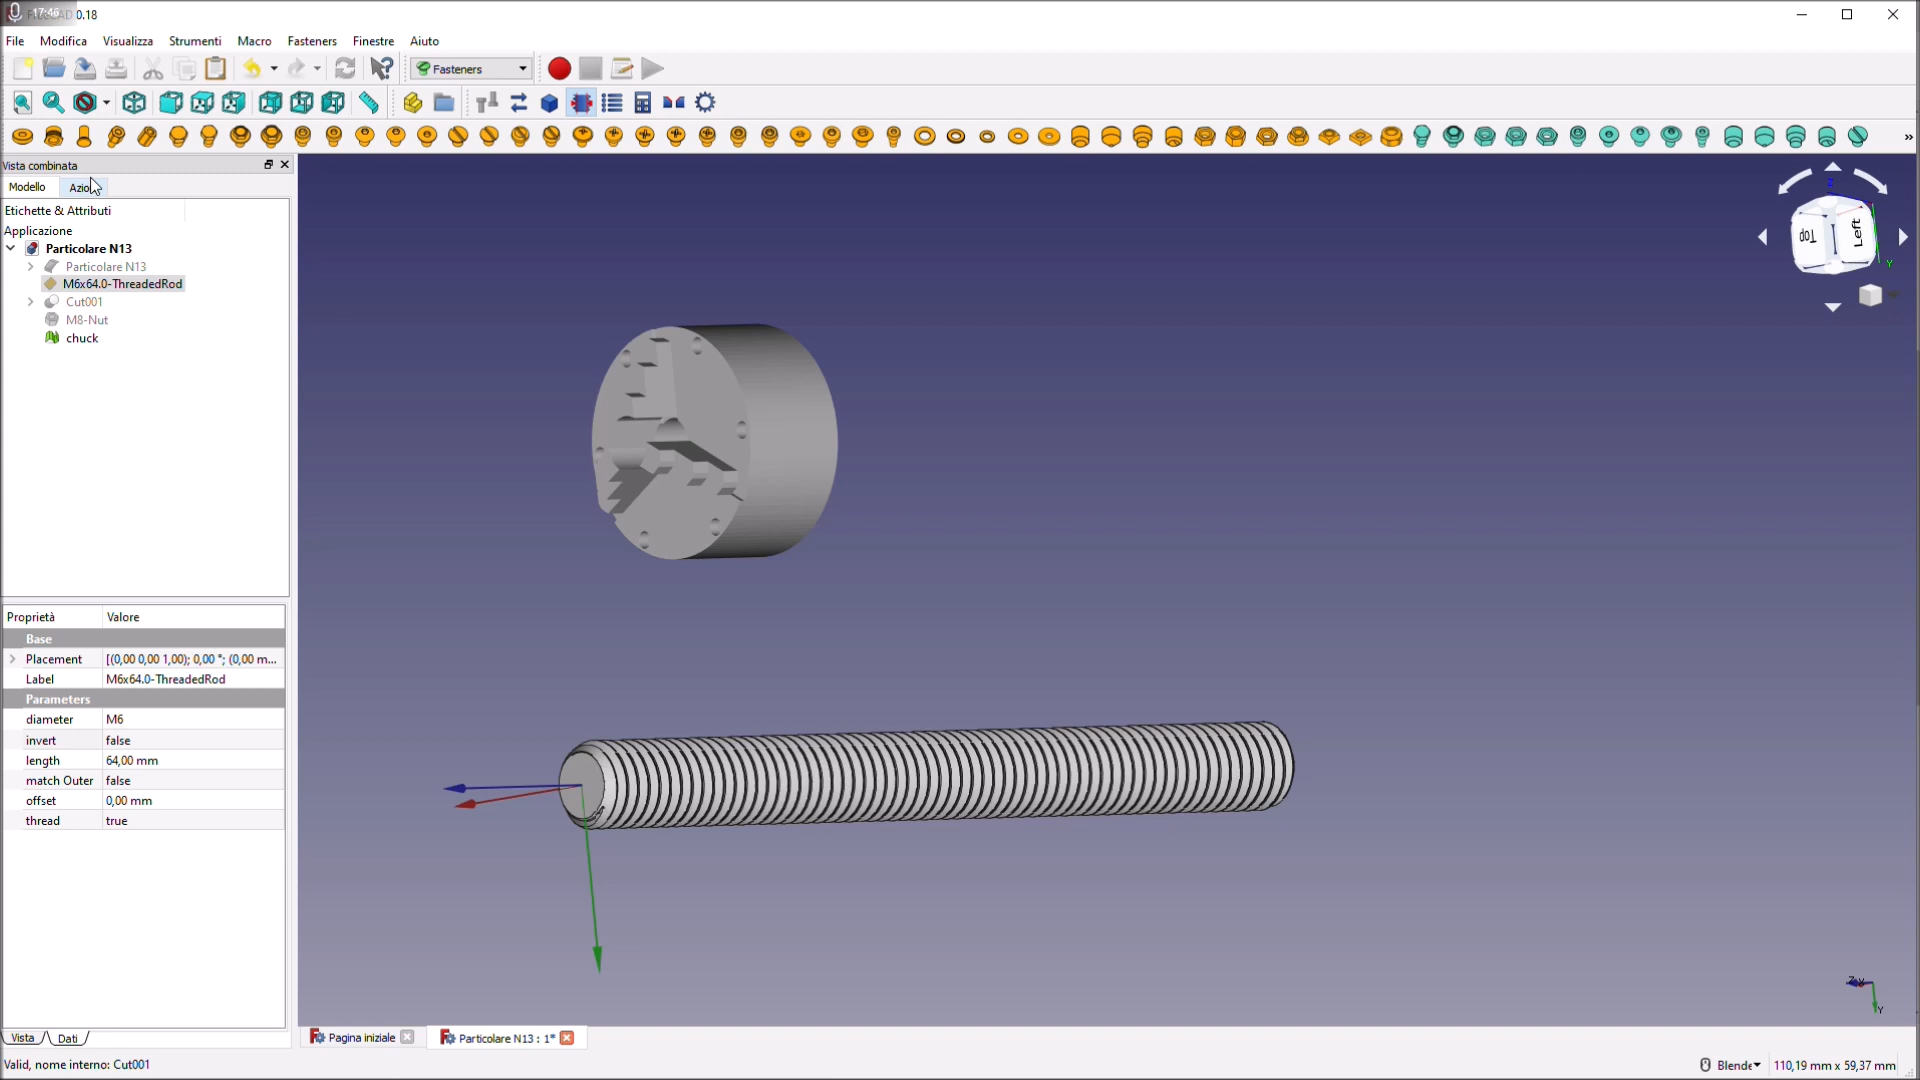 17:46
0.18
File Modifica Visualizza Strumenti Macro Fasteners Finestre Aiuto
Fasteners
»
Vista combinata
Modello
Etichette & Attributi
Applicazione
Particolare N13
Particolare N13
M6x64.0-ThreadedRod
Cut001
M8-Nut
chuck
Top
Left
Z
Y
Proprietà Valore
Base
Placement [(0,00 0,00 1,00); 0,00 °; (0,00 m...
Label M6x64.0-ThreadedRod
Parameters
diameter M6
invert false
length 64,00 mm
match Outer false
offset 0,00 mm
thread true
Y
Vista Dati
Pagina iniziale Particolare N13 : 1*
Valid, nome interno: Cut001
110,19 mm x 59,37 mm